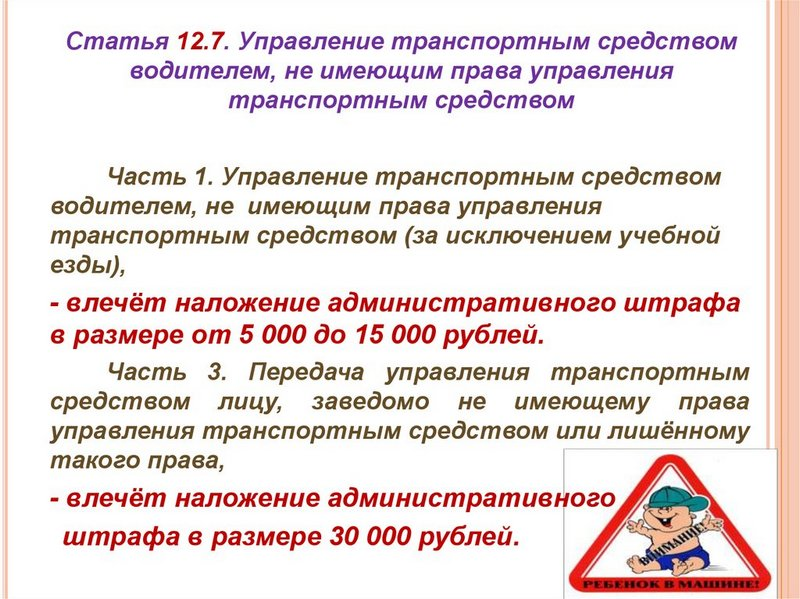 Статья 12.7. Управление транспортным средством
водителем, не имеющим права управления
транспортным средством
Часть 1. Управление транспортным средством
водителем, не имеющим права управления
транспортным средством (за исключением учебной
езды),
- влечёт наложение административного штрафа
в размере от 5 000 до 15 000 рублей.
Часть 3. Передача управления транспортным
средством лицу, заведомо не имеющему права
управления транспортным средством или лишённому
такого права,
- влечёт наложение административного
штрафа в размере 30 000 рублей.
ВНИМАНИЕ!
РЕБЕНОК В МАШИНЕ!